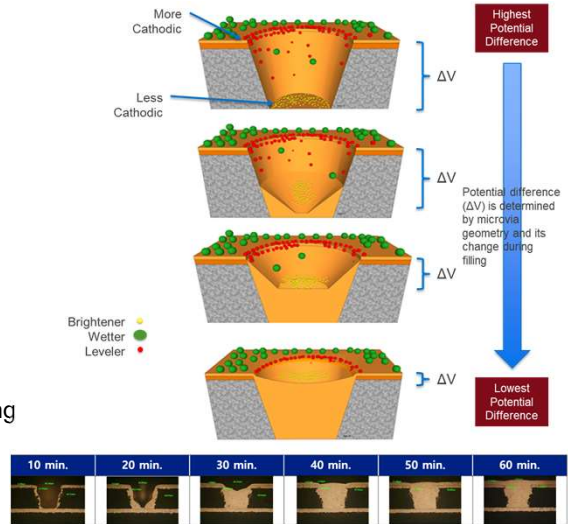 More
Cathodic
Highest
Potential
Difference
ΔV
Less
Cathodic
ΔV
Potential difference
(ΔV) is determined
by microvia
geometry and its
change during
filling
ΔV
Brightener
Wetter
Leveler
ΔV
Lowest
Potential
Difference
ng
10 min.
20 min.
30 min.
40 min.
50 min.
60 min.